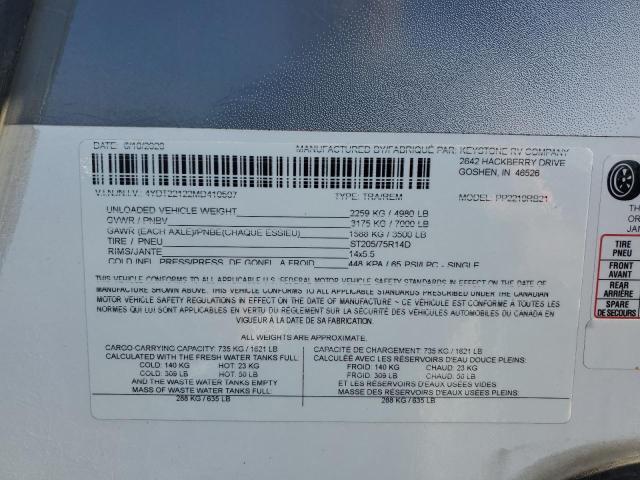 DATE: 6/10/2020
MANUFACTURED BY/FABRIQUÉ PAR: KEYSTONE RV COMPANY
2642 HACKBERRY DRIVE
GOSHEN, IN 46526
V.I.N./N.I.V.: 4YDT22122MD410507 TYPE: TRA/REM PP2210RB21
UNLOADED VEHICLE WEIGHT 2259 KG / 4980 LB
GVWR / PNBV 3175 KG / 7000 LB
GAWR (EACH AXLE)/PNBE(CHAQUE ESSIEU) 1588 KG / 3500 LB
TIRE / PNEU ST205/75R14D
RIMS/JANTE 14x5.5
COLD INFL. PRESS/PRESS. DE GONFL. A FROID 448 KPA / 65 PSI/LPC - SINGLE
THIS VEHICLE CONFORMS TO ALL APPLICABLE U.S. FEDERAL MOTOR VEHICLE SAFETY STANDARDS IN EFFECT ON THE DATE OF
MANUFACTURE SHOWN ABOVE. ~ THIS VEHICLE CONFORMS TO ALL APPLICABLE STANDARDS PRESCRIBED UNDER THE CANADIAN
MOTOR VEHICLE SAFETY REGULATIONS IN EFFECT ON THE DATE OF MANUFACTURE ~ CE VÉHICULE EST CONFORME À TOUTES LES
NORMES QUI LUI SONT APPLICABLES EN VERTU DU RÈGLEMENT SUR LA SÉCURITÉ DES VÉHICULES AUTOMOBILES DU CANADA EN
VIGUEUR À LA DATE DE SA FABRICATION.
ALL WEIGHTS ARE APPROXIMATE.
CARGO CARRYING CAPACITY: 735 KG / 1621 LB
CALCULATED WITH THE FRESH WATER TANKS FULL:
COLD: 140 KG HOT: 23 KG
COLD: 309 LB HOT: 50 LB
AND THE WASTE WATER TANKS EMPTY
MASS OF WASTE WATER TANKS FULL:
288 KG / 635 LB
CAPACITÉ DE CHARGEMENT: 735 KG / 1621 LB
CALCULÉE AVEC LES RÉSERVOIRS D'EAU DOUCE PLEINS:
FROID: 140 KG CHAUD: 23 KG
FROID: 309 LB CHAUD: 50 LB
ET LES RÉSERVOIRS D'EAUX USÉES VIDES
MASSE DES RÉSERVOIRS D'EAUX USÉES PLEINS:
288 KG / 635 LB
TIRE
PNEU
FRONT
AVANT
REAR
ARRIÈRE
SPARE
DE SECOURS